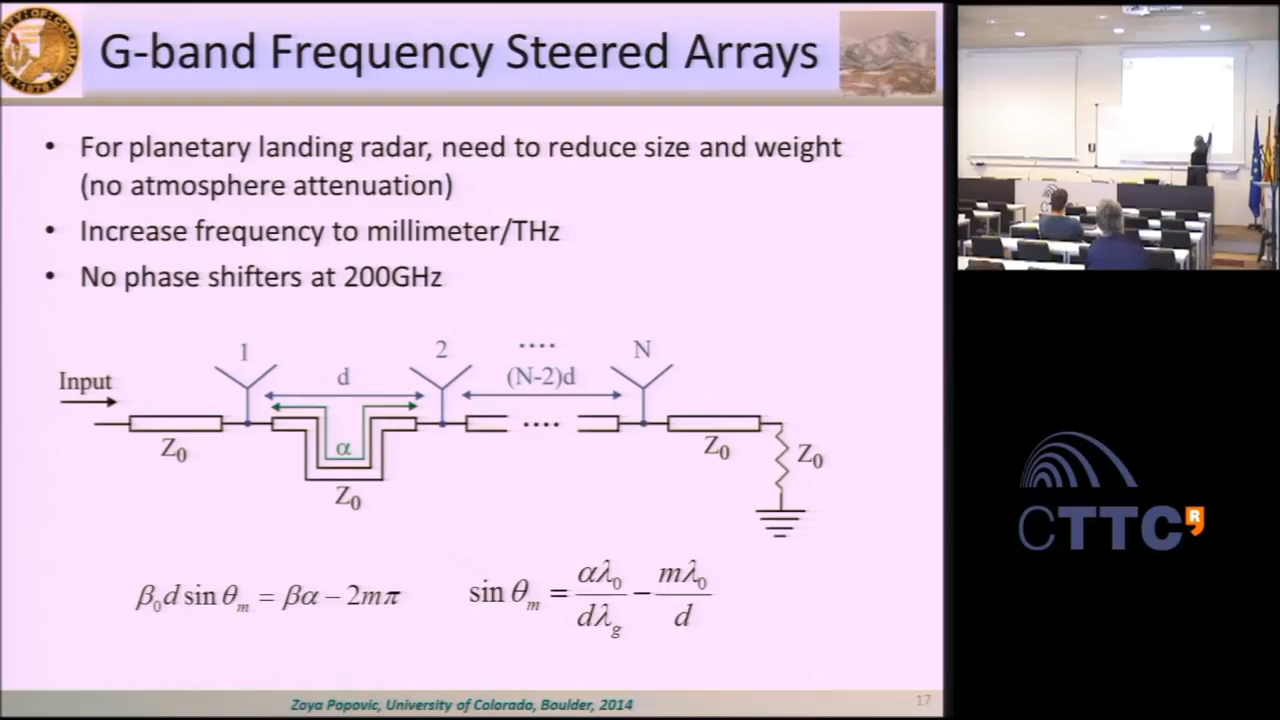 G-band Frequency Steered Arrays
• For planetary landing radar, need to reduce size and weight
(no atmosphere attenuation)
• Increase frequency to millimeter/THz
• No phase shifters at 200GHz
1
2
....
N
Input
d
(N-2)d
α
....
Z₀
Z₀
Z₀
Z₀
β₀d sin θₘ = βα − 2mπ
sin θₘ = αλ₀/dλg − mλ₀/d
Zoya Popovic, University of Colorado, Boulder, 2014
17
CTTC R